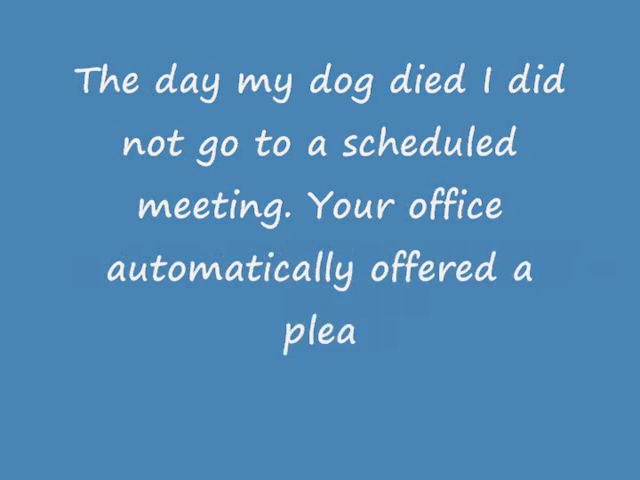 The day my dog died I did
not go to a scheduled
meeting. Your office
automatically offered a
plea